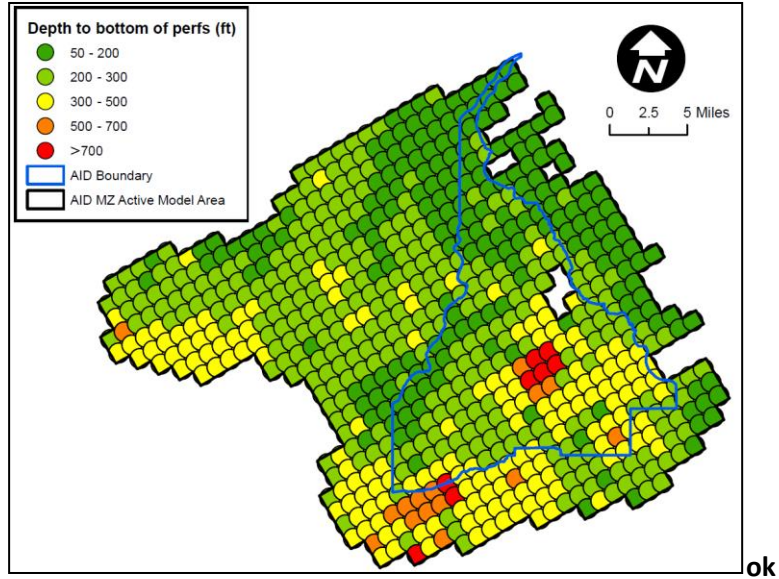 Depth to bottom of perfs (ft)
50 - 200
200 - 300
300 - 500
500 - 700
>700
AID Boundary
AID MZ Active Model Area
N
0 2.5 5 Miles
ok